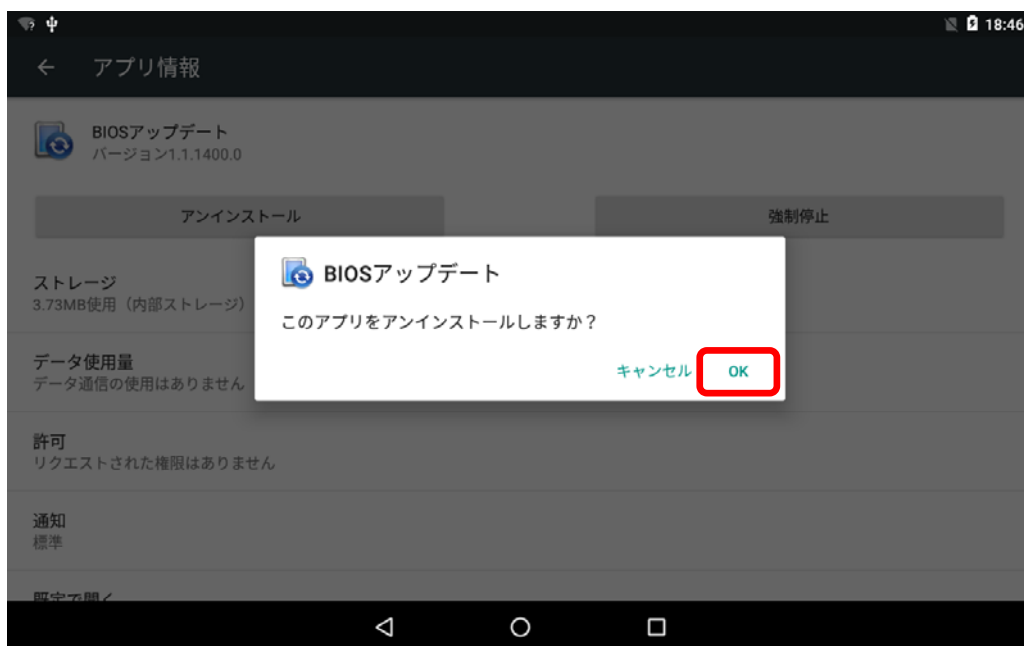 18:46
アプリ情報
BIOSアップデート
バージョン1.1.1400.0
アンインストール
強制停止
BIOSアップデート
このアプリをアンインストールしますか？
キャンセル
OK
ストレージ
3.73MB使用（内部ストレージ）
データ使用量
データ通信の使用はありません
許可
リクエストされた権限はありません
通知
標準
既定で開く